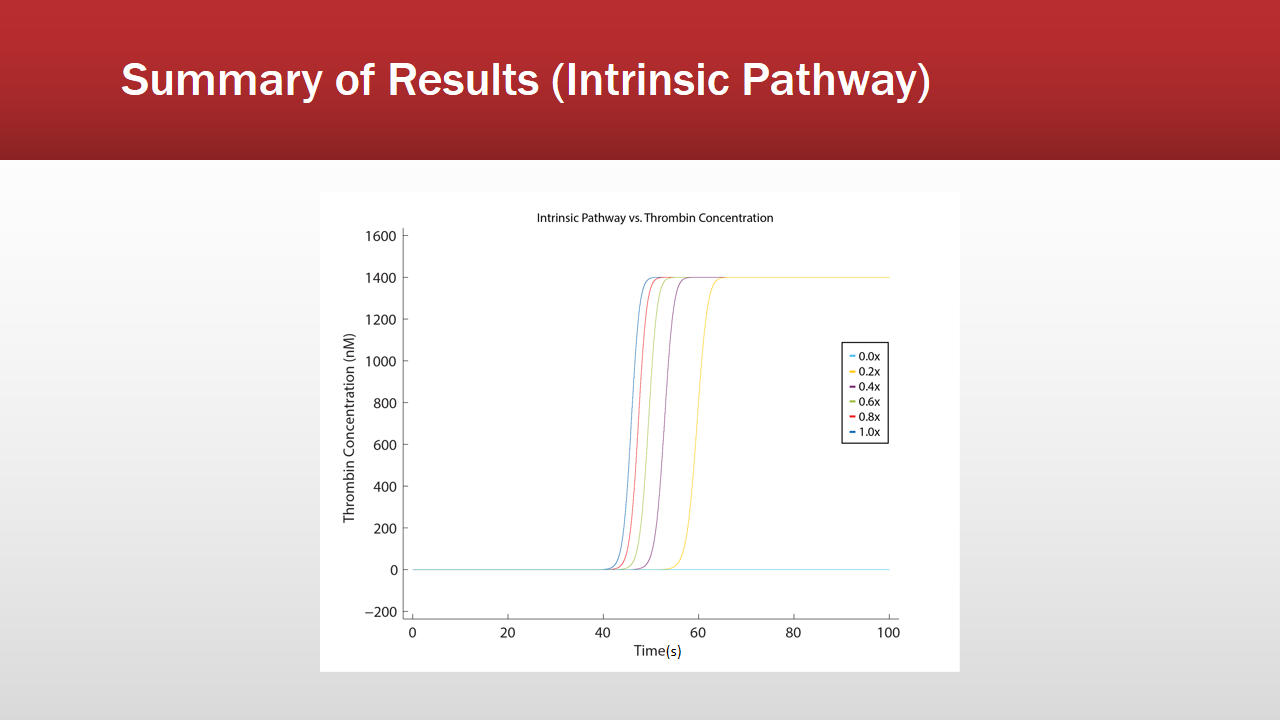 Summary of Results (Intrinsic Pathway)
Intrinsic Pathway vs. Thrombin Concentration
1600
1400
1200
1000
800
600
400
200
0
−200
Thrombin Concentration (nM)
0.0x
0.2x
0.4x
0.6x
0.8x
1.0x
0 20 40 60 80 100
Time(s)